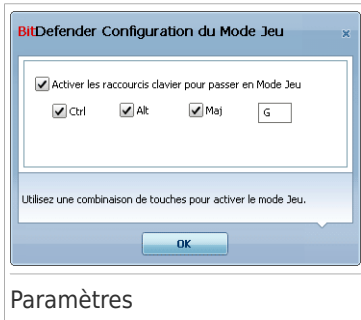 BitDefender Configuration du Mode Jeu
Activer les raccourcis clavier pour passer en Mode Jeu
Ctrl Alt Maj G
Utilisez une combinaison de touches pour activer le mode Jeu.
OK
Paramètres